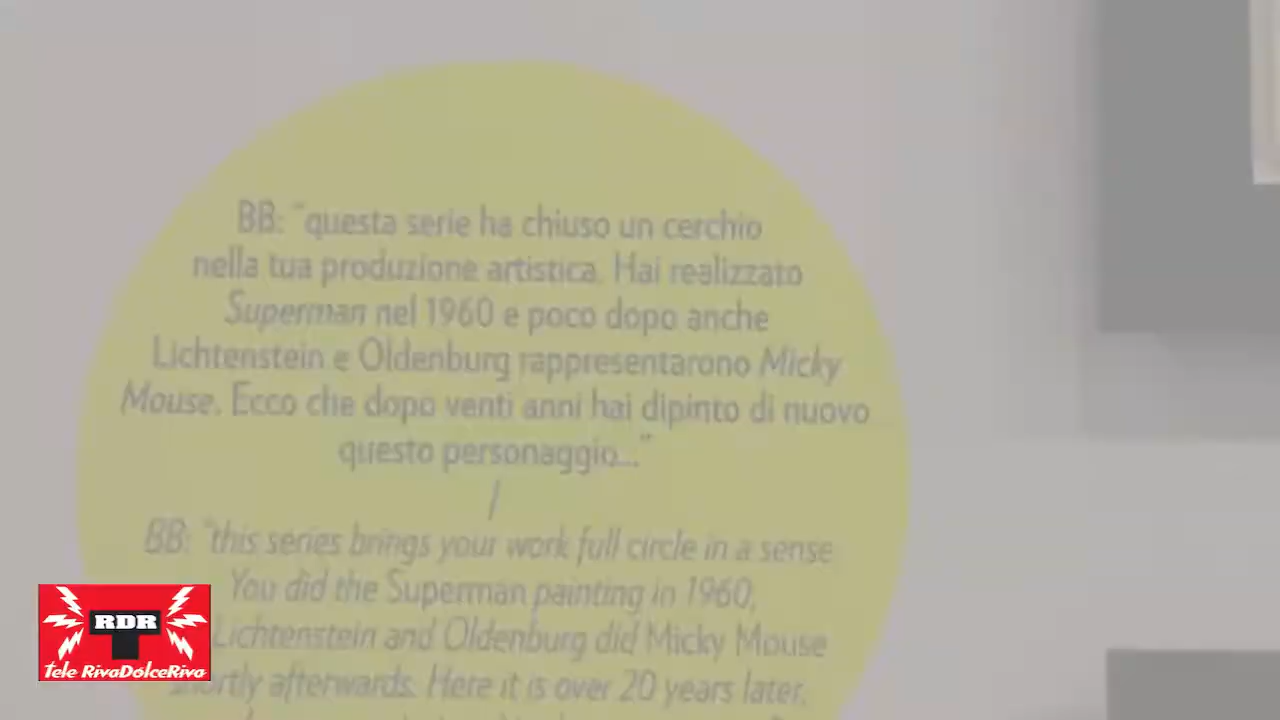 BB: "questa serie ha chiuso un cerchio
nella tua produzione artistica. Hai realizzato
Superman nel 1960 e poco dopo anche
Lichtenstein e Oldenburg rappresentarono Micky
Mouse. Ecco che dopo venti anni hai dipinto di nuovo
questo personaggio..."
/
BB: "this series brings your work full circle in a sense
You did the Superman painting in 1960,
Lichtenstein and Oldenburg did Micky Mouse
shortly afterwards. Here it is over 20 years later,
RDR
T
Tele RivaDolceRiva